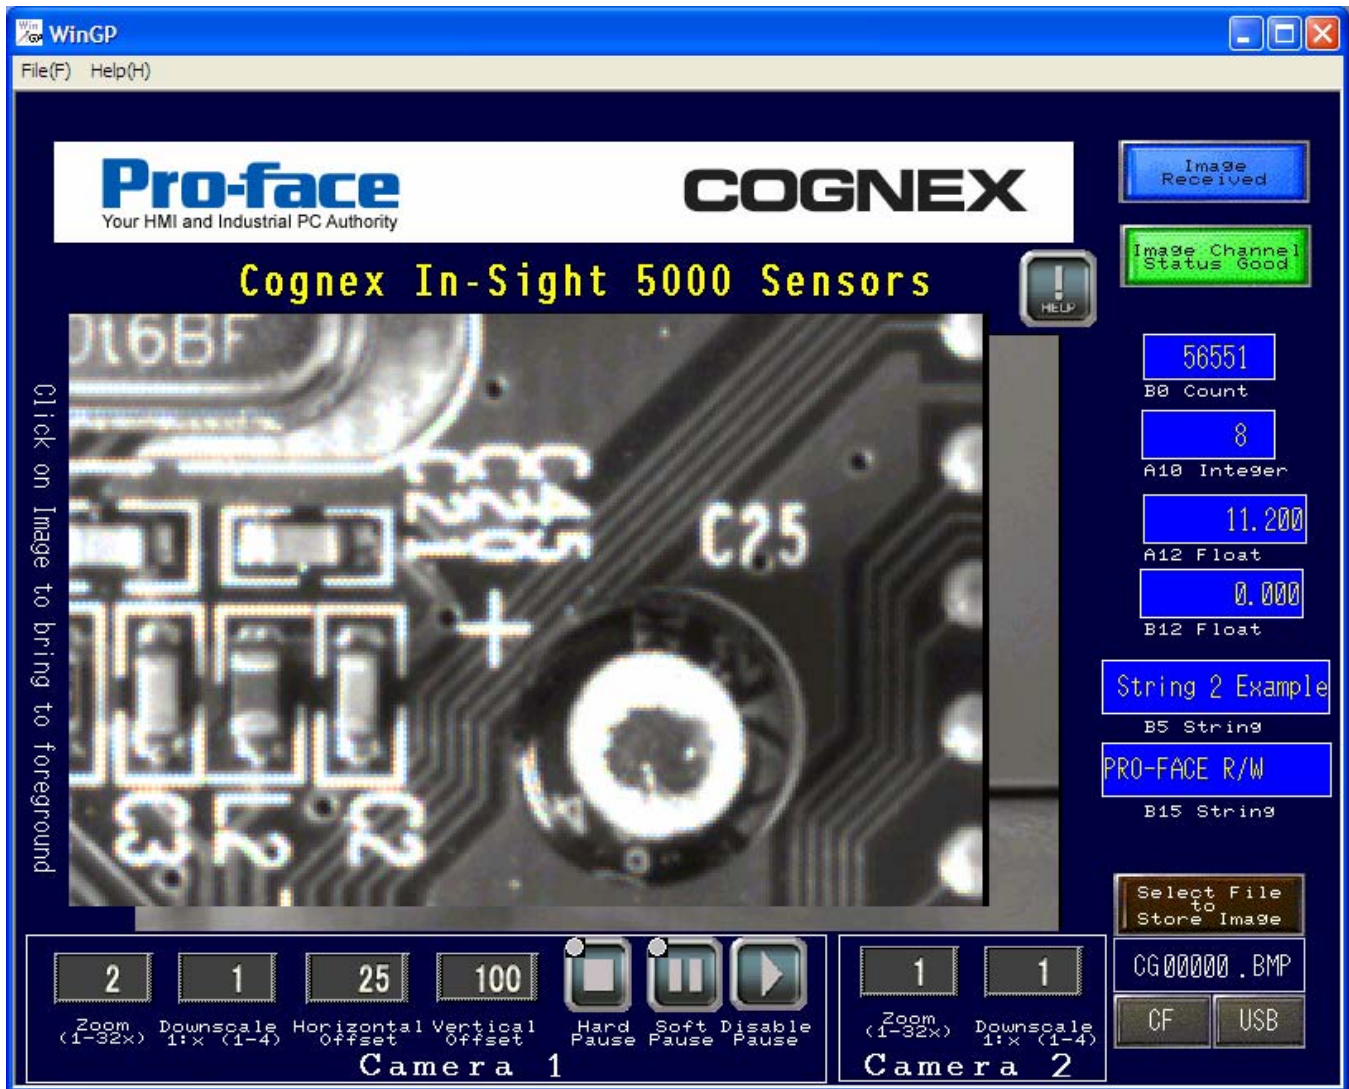 WinGP
File(F) Help(H)
Pro-face
Your HMI and Industrial PC Authority
COGNEX
Image
Received
Image Channel
Status Good
Cognex In-Sight 5000 Sensors
HELP
Click on Image to bring to foreground
C25
C3
L2
C2
56551
B0 Count
8
A10 Integer
11.200
A12 Float
0.000
B12 Float
String 2 Example
B5 String
PRO-FACE R/W
B15 String
Select File
to
Store Image
CG00000.BMP
CF USB
2 1 25 100
Zoom
(1-32x)
Downscale
1:x (1-4)
Horizontal
Offset
Vertical
Offset
Hard
Pause
Soft
Pause
Disable
Pause
Camera 1
1 1
Zoom
(1-32x)
Downscale
1:x (1-4)
Camera 2